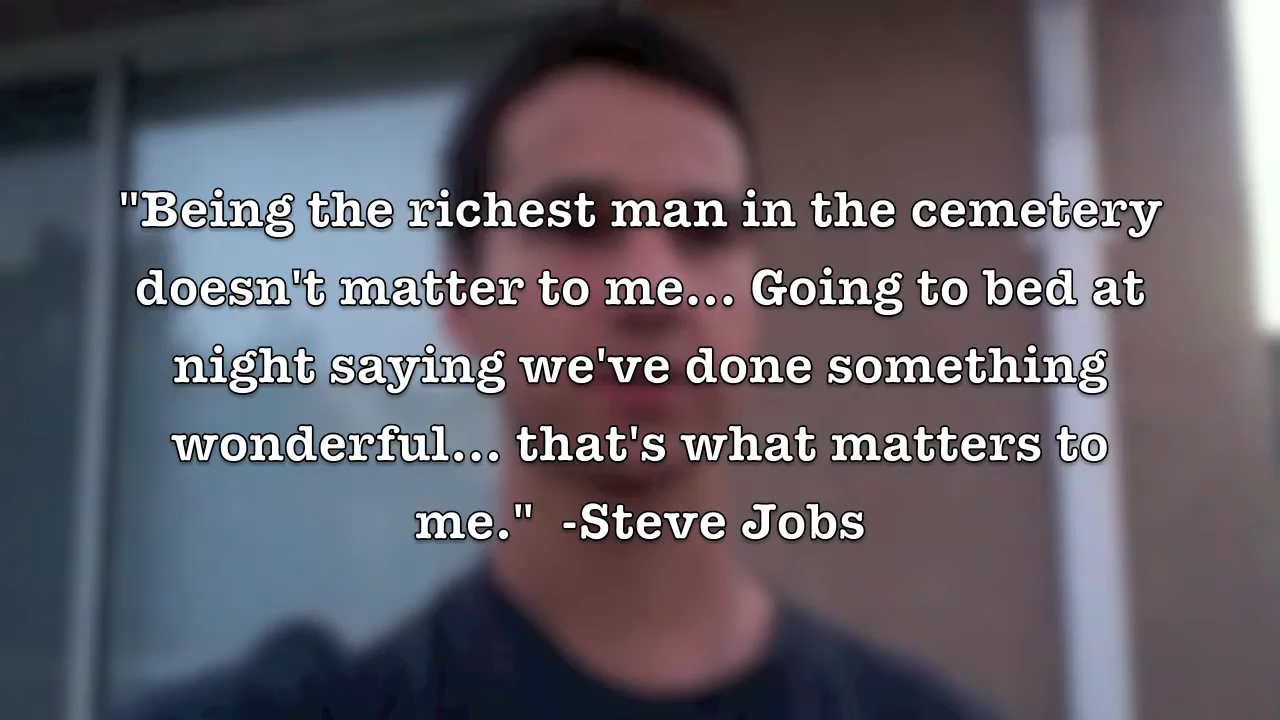 "Being the richest man in the cemetery
doesn't matter to me... Going to bed at
night saying we've done something
wonderful... that's what matters to
me."  -Steve Jobs